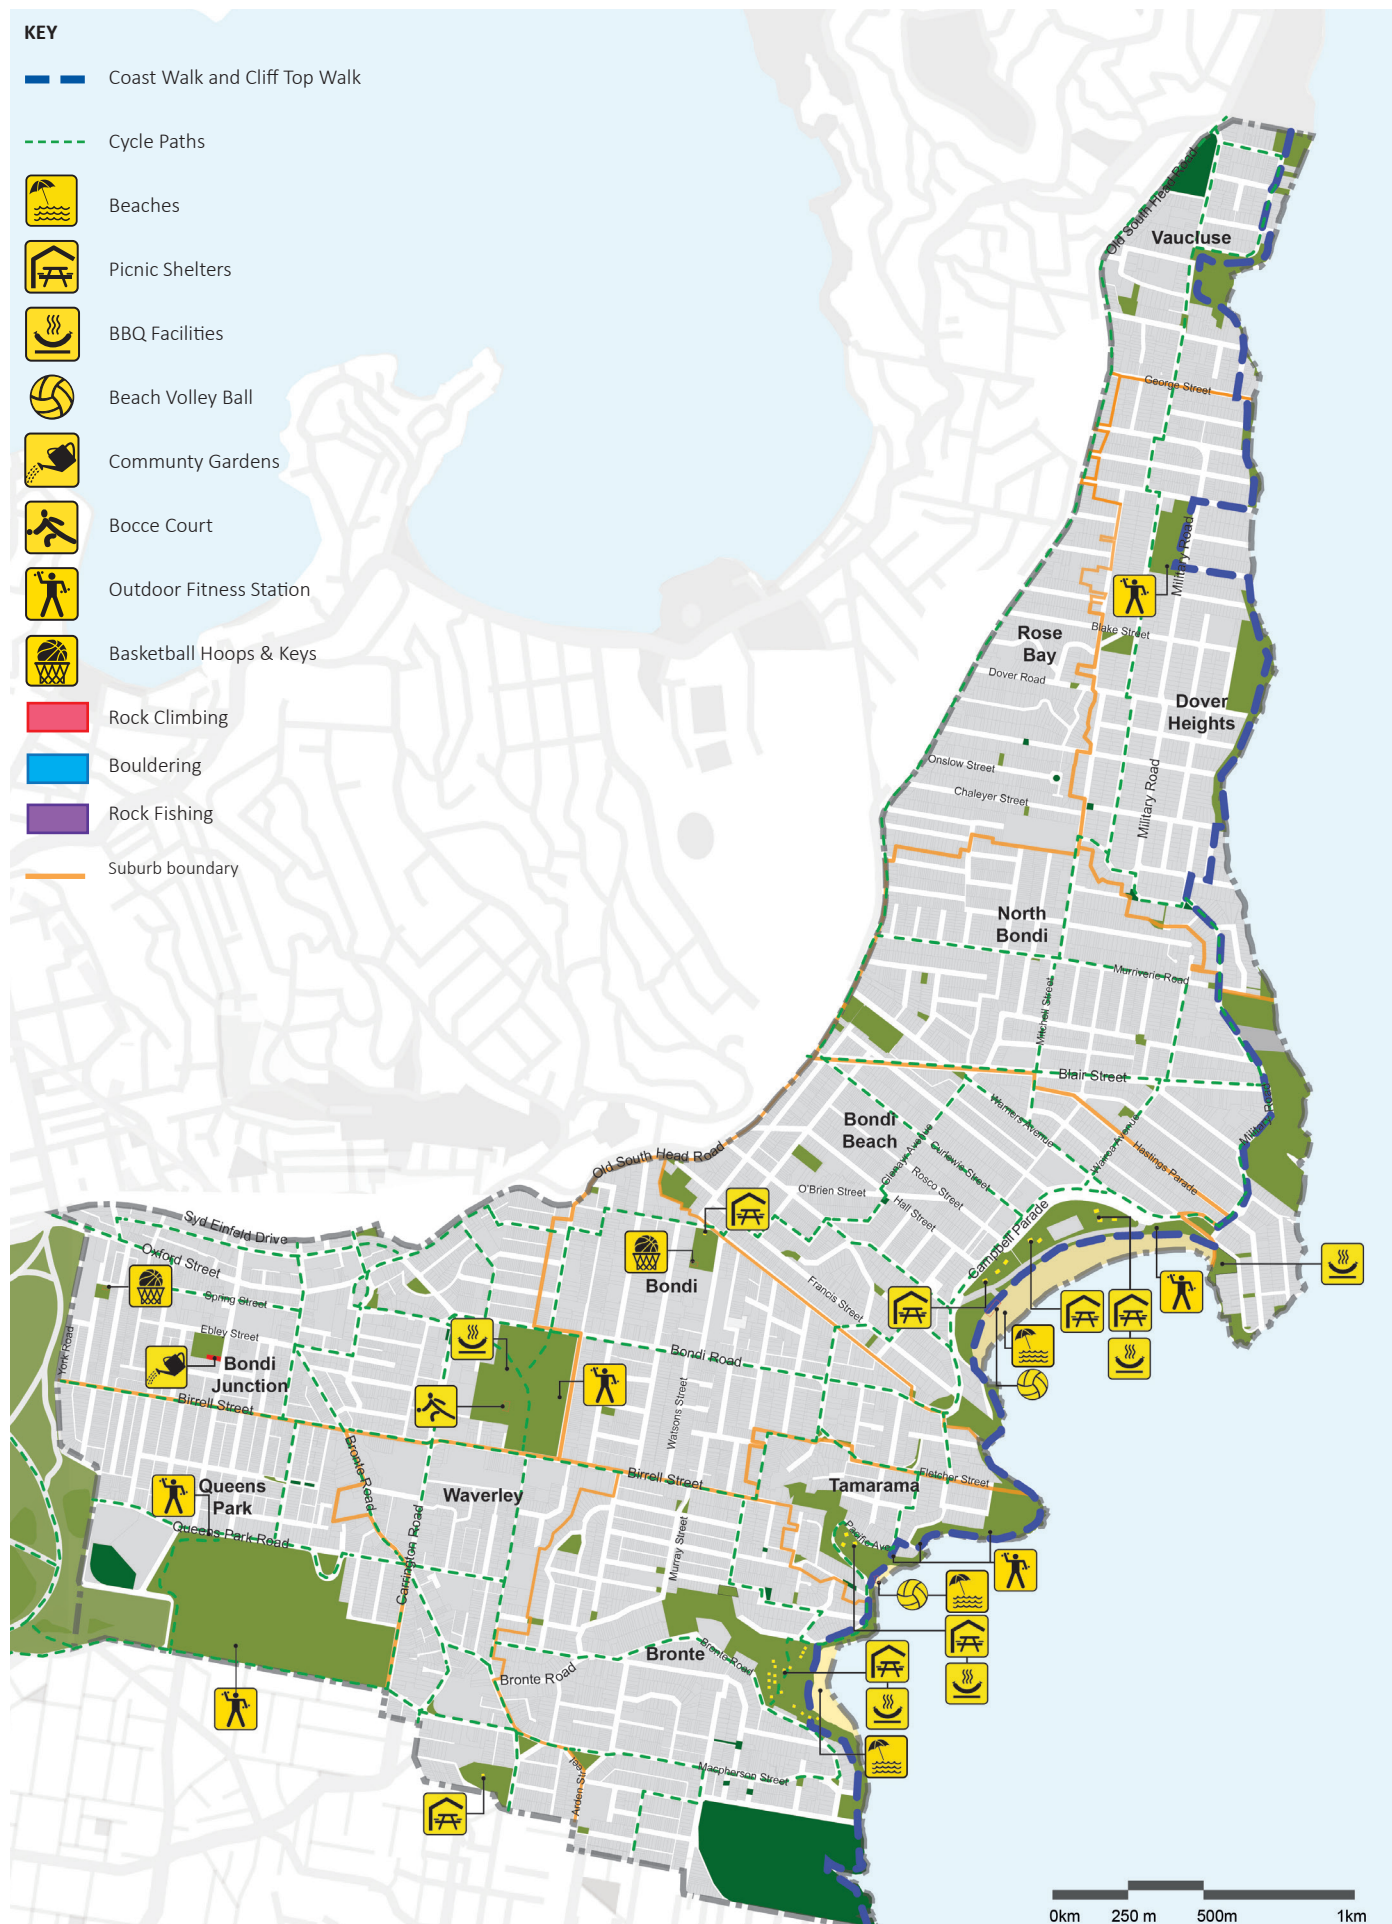 KEY
Coast Walk and Cliff Top Walk
Cycle Paths
Beaches
Picnic Shelters
BBQ Facilities
Beach Volley Ball
Communty Gardens
Bocce Court
Outdoor Fitness Station
Basketball Hoops & Keys
Rock Climbing
Bouldering
Rock Fishing
Suburb boundary
Old South Head Road
Vaucluse
George Street
Military Road
Blake Street
Rose
Bay
Dover Road
Dover
Heights
Onslow Street
Chaleyer Street
Military Road
North
Bondi
Murriverie Road
Mitchell Street
Blair Street
Military Road
Bondi
Beach
Warners Avenue
Glenayr Avenue
Curlewis Street
Wairoa Avenue
Hastings Parade
Rosco Street
O'Brien Street
Hall Street
Old South Head Road
Campbell Parade
Syd Einfeld Drive
Oxford Street
Spring Street
Ebley Street
York Road
Bondi
Junction
Bondi
Francis Street
Bondi Road
Watsons Street
Birrell Street
Bronte Road
Birrell Street
Queens
Park
Queens Park Road
Waverley
Carrington Road
Tamarama
Fletcher Street
Pacific Ave
Murray Street
Bronte
Bronte Road
Bronte Road
Macpherson Street
Arden Street
0km
250 m
500m
1km